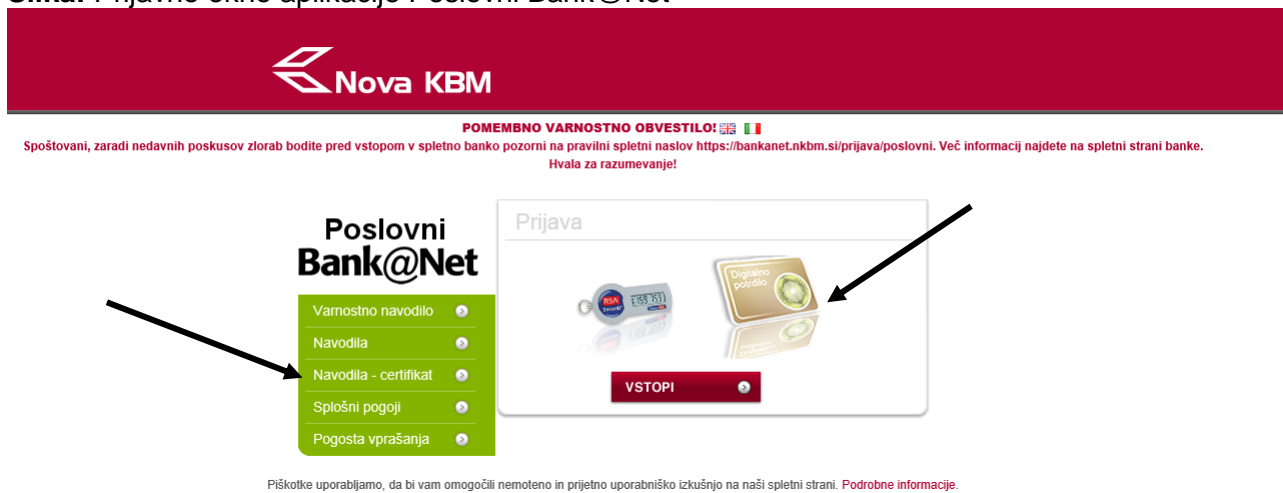 Slika: Prijavno okno aplikacije Poslovni Bank@Net
Nova KBM
POMEMBNO VARNOSTNO OBVESTILO!
Spoštovani, zaradi nedavnih poskusov zlorab bodite pred vstopom v spletno banko pozorni na pravilni spletni naslov https://bankanet.nkbm.si/prijava/poslovni. Več informacij najdete na spletni strani banke.
Hvala za razumevanje!
Poslovni
Bank@Net
Varnostno navodilo
Navodila
Navodila - certifikat
Splošni pogoji
Pogosta vprašanja
Prijava
RSA
SecurID
159 759
Digitalno
potrdilo
VSTOPI
Piškotke uporabljamo, da bi vam omogočili nemoteno in prijetno uporabniško izkušnjo na naši spletni strani. Podrobne informacije.